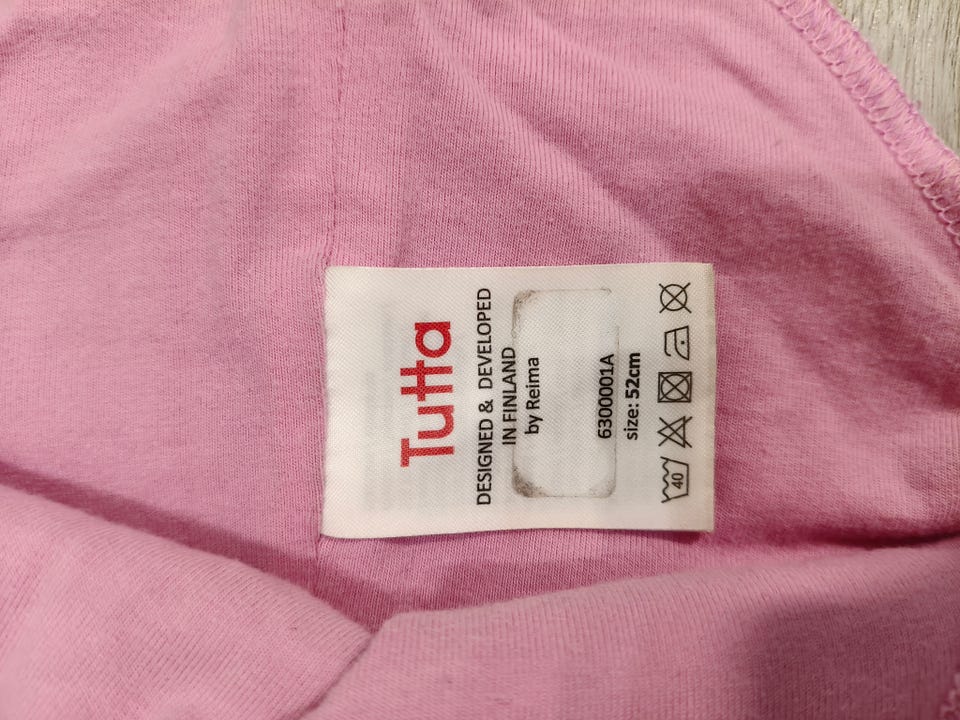 Tutta
DESIGNED & DEVELOPED
IN FINLAND
by Reima
6300001A
size: 52cm
40